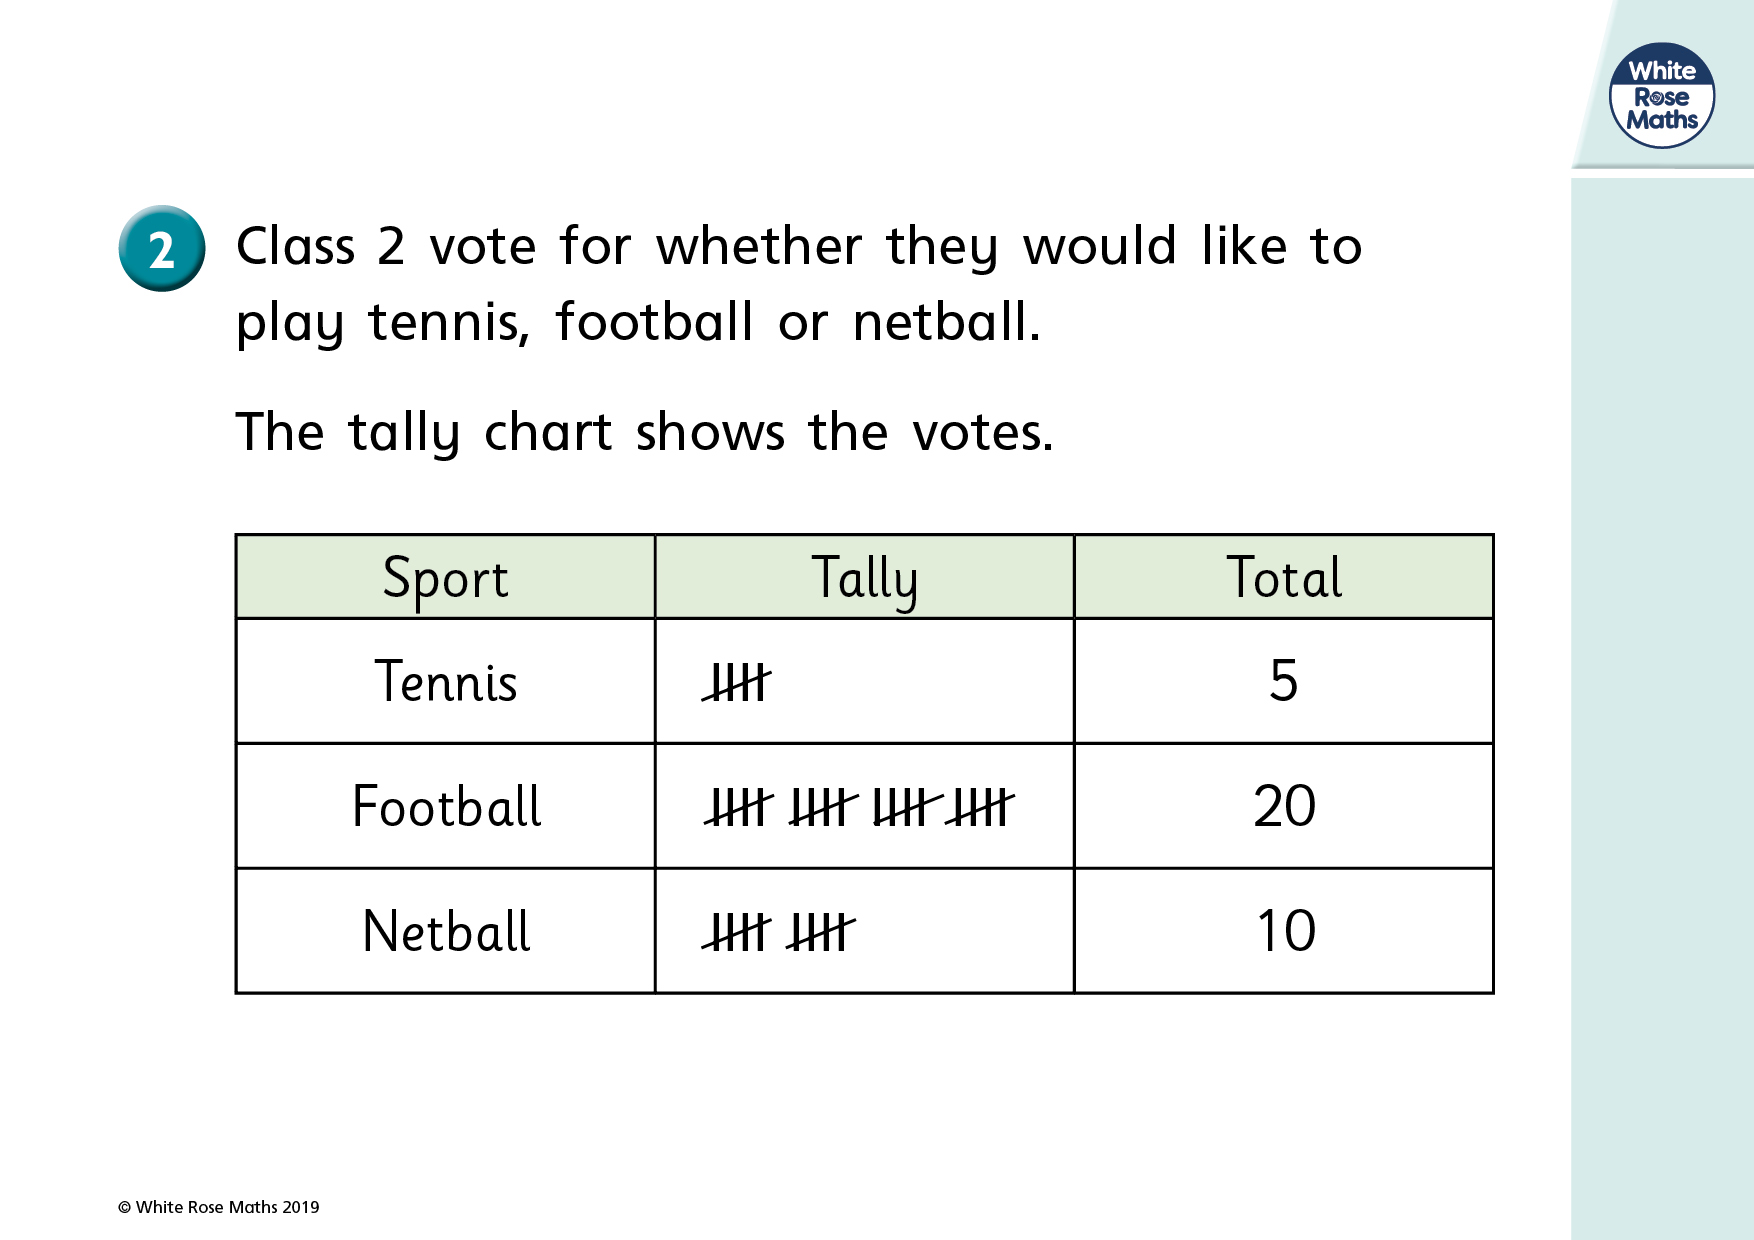 White
Rose
Maths
2 Class 2 vote for whether they would like to
play tennis, football or netball.
The tally chart shows the votes.
Sport Tally Total
Tennis 5
Football 20
Netball 10
© White Rose Maths 2019